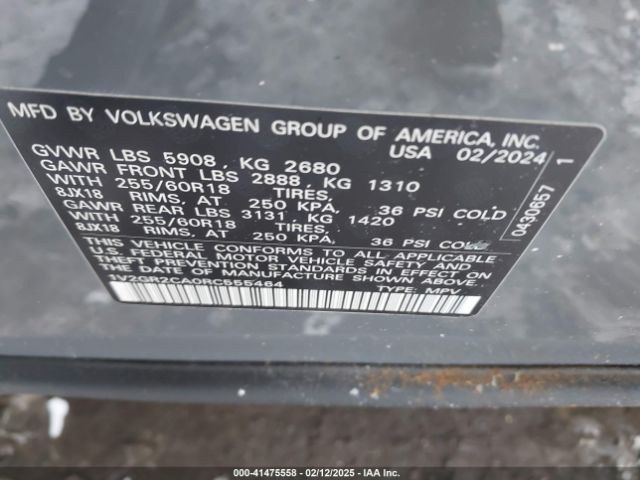 MFD BY VOLKSWAGEN GROUP OF AMERICA, INC.
USA 02/2024
GVWR LBS 5908, KG 2680
GAWR FRONT LBS 2888, KG 1310
WITH 255/60R18 TIRES,
8JX18 RIMS, AT 250 KPA, 36 PSI COLD
GAWR REAR LBS 3131 KG 1420
WITH 255/60R18 TIRES,
8JX18 RIMS, AT 250 KPA, 36 PSI COLD
THIS VEHICLE CONFORMS TO ALL APPLICABLE
U.S. FEDERAL MOTOR VEHICLE SAFETY AND
THEFT PREVENTION STANDARDS IN EFFECT ON
THE DATE OF MANUFACTURE SHOWN ABOVE.
1V2GR2CA0RC555464
TYPE: MPV
0430857 1
000-41475558 - 02/12/2025 - IAA Inc.